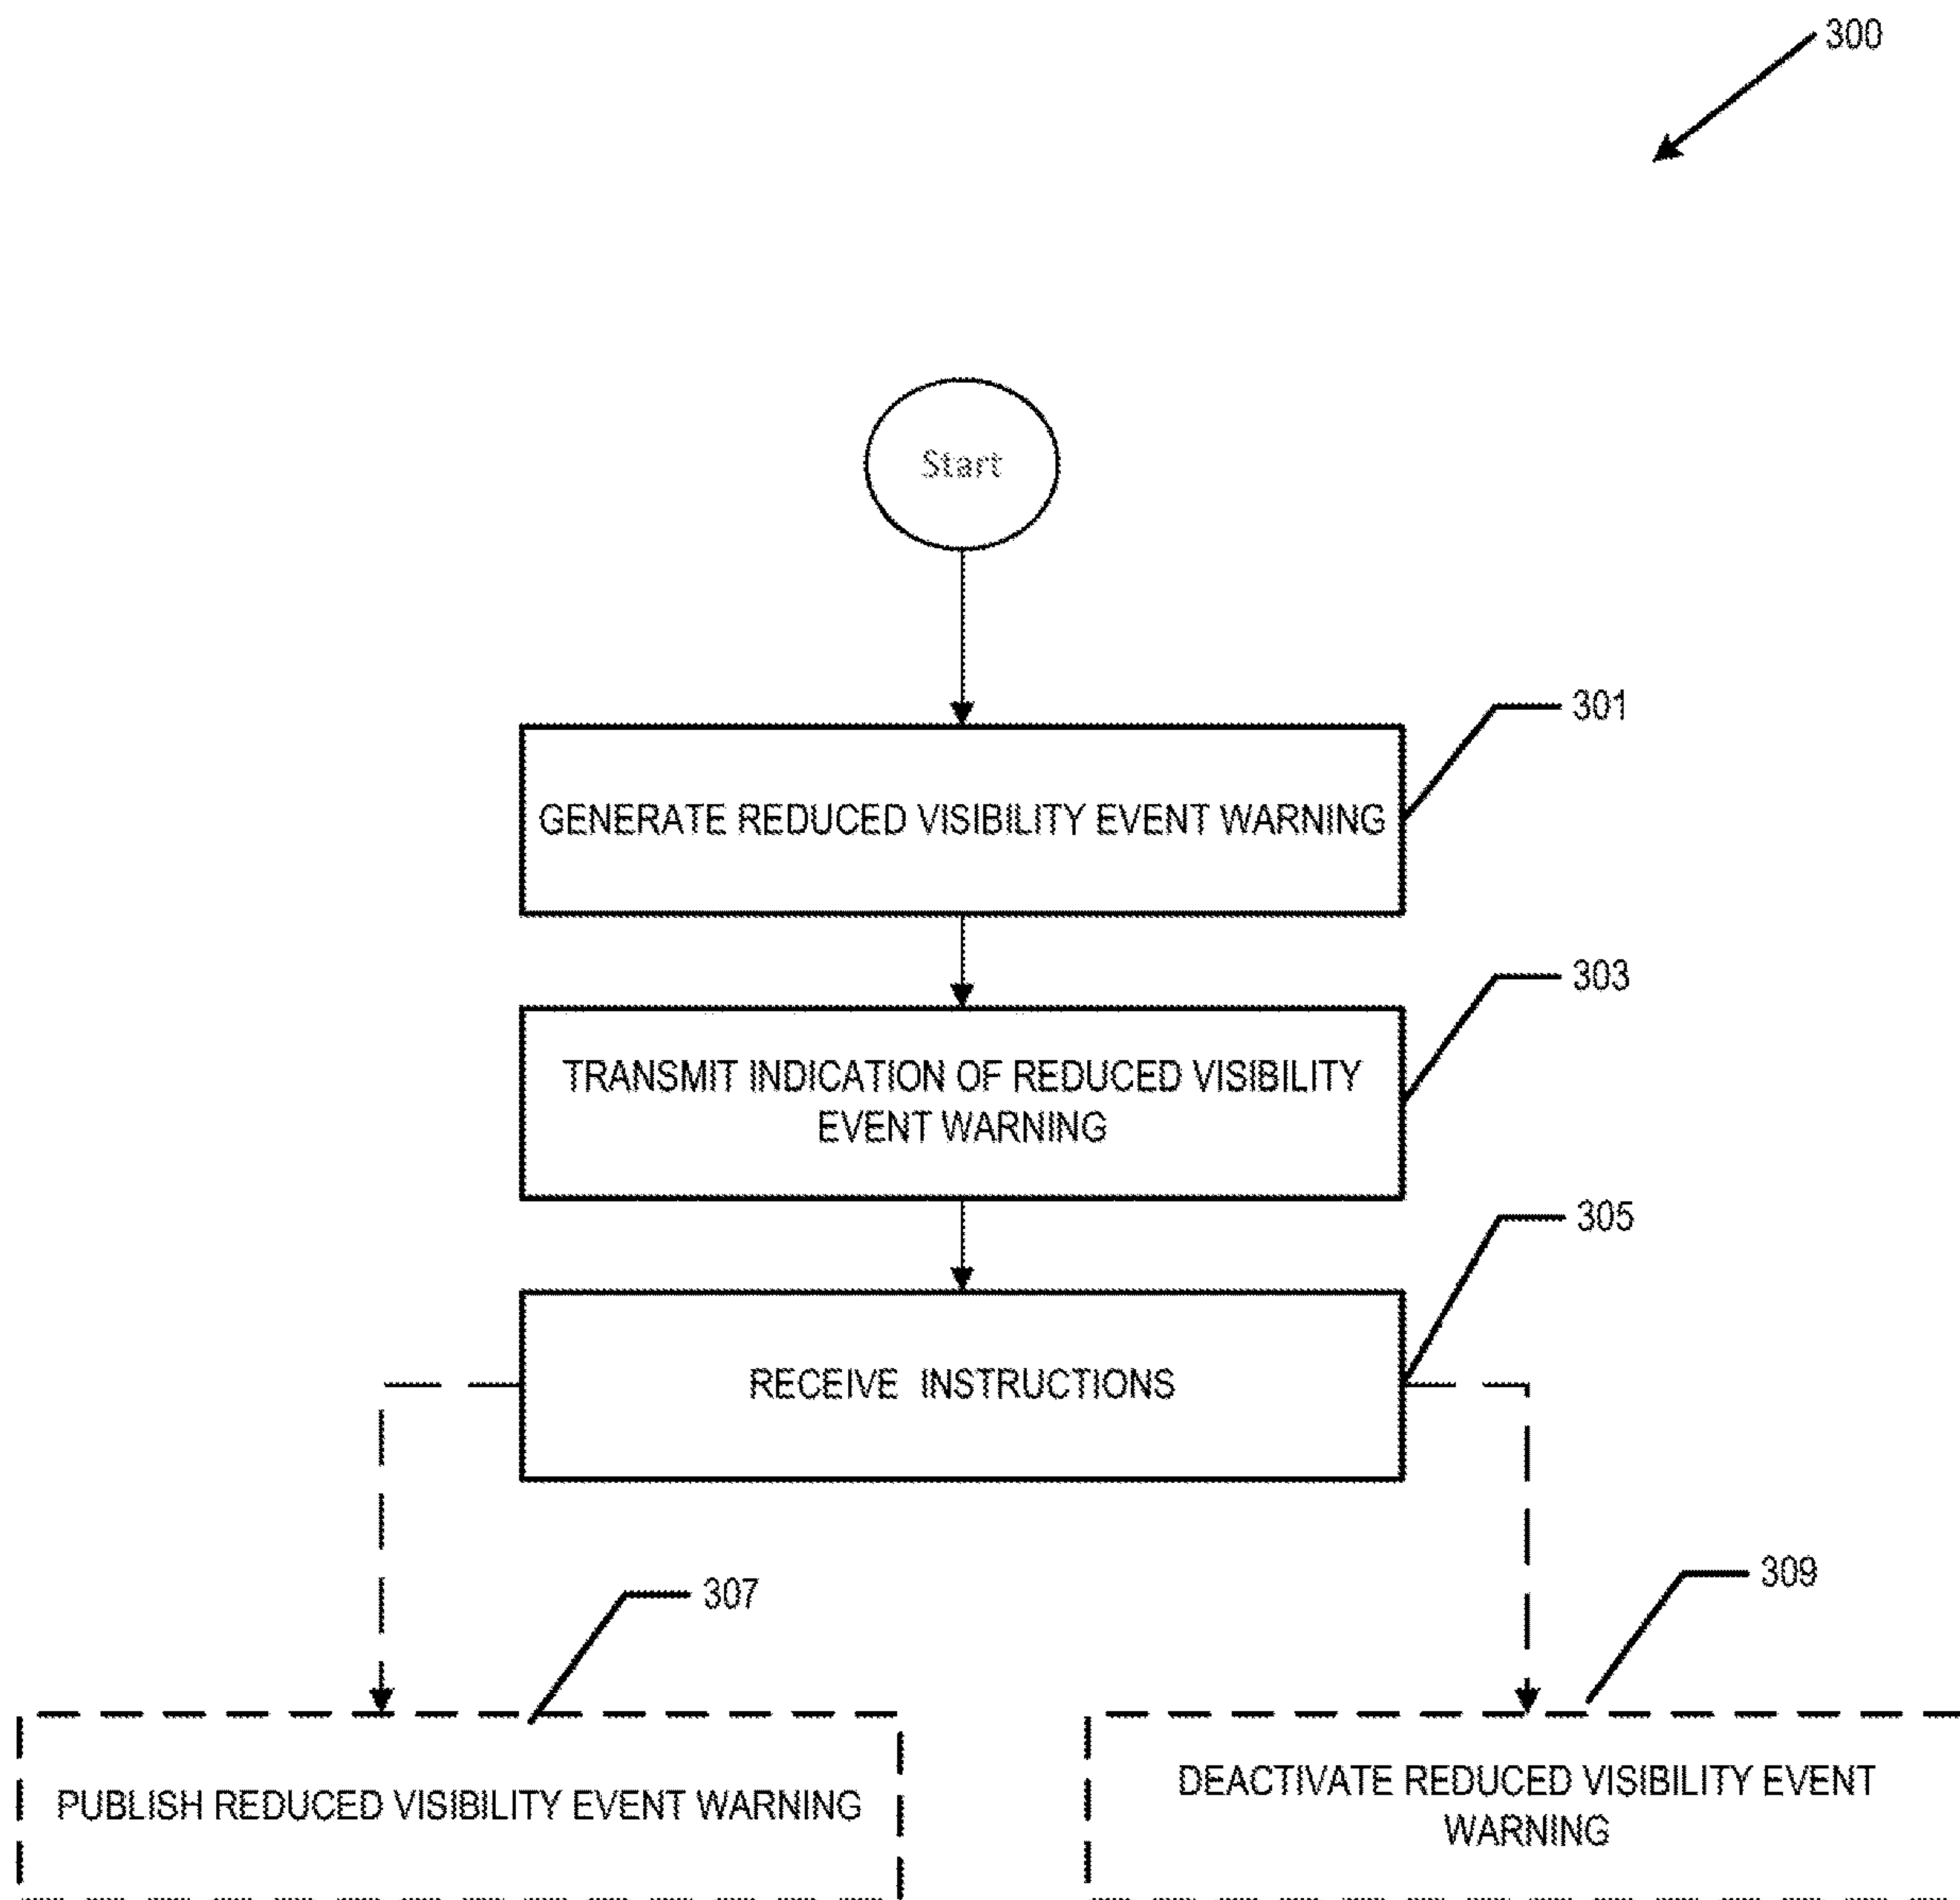 300
Start
301
GENERATE REDUCED VISIBILITY EVENT WARNING
303
TRANSMIT INDICATION OF REDUCED VISIBILITY
EVENT WARNING
305
RECEIVE INSTRUCTIONS
307
309
PUBLISH REDUCED VISIBILITY EVENT WARNING
DEACTIVATE REDUCED VISIBILITY EVENT
WARNING